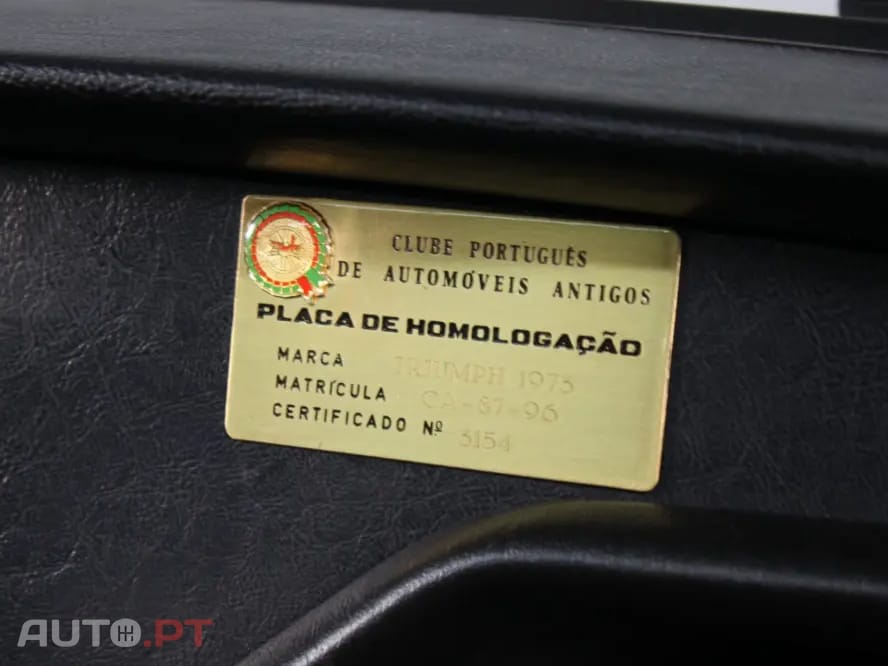 CLUBE PORTUGUÊS
DE AUTOMÓVEIS ANTIGOS
PLACA DE HOMOLOGAÇÃO
MARCA TRIUMPH 1975
MATRÍCULA CA-87-96
CERTIFICADO Nº 3154
AUTO.PT